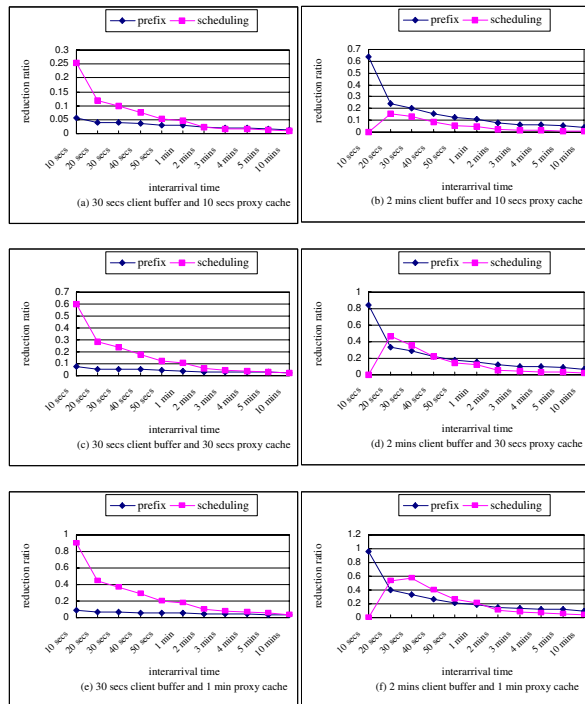 prefix scheduling
reduction ratio
0.3
0.25
0.2
0.15
0.1
0.05
0
10 secs
20 secs
30 secs
40 secs
50 secs
1 min
2 mins
3 mins
4 mins
5 mins
10 mins
interarrival time
(a) 30 secs client buffer and 10 secs proxy cache
prefix scheduling
reduction ratio
0.7
0.6
0.5
0.4
0.3
0.2
0.1
0
10 secs
20 secs
30 secs
40 secs
50 secs
1 min
2 mins
3 mins
4 mins
5 mins
10 mins
interarrival time
(b) 2 mins client buffer and 10 secs proxy cache
prefix scheduling
reduction ratio
0.7
0.6
0.5
0.4
0.3
0.2
0.1
0
10 secs
20 secs
30 secs
40 secs
50 secs
1 min
2 mins
3 mins
4 mins
5 mins
10 mins
interarrival time
(c) 30 secs client buffer and 30 secs proxy cache
prefix scheduling
reduction ratio
1
0.8
0.6
0.4
0.2
0
10 secs
20 secs
30 secs
40 secs
50 secs
1 min
2 mins
3 mins
4 mins
5 mins
10 mins
interarrival time
(d) 2 mins client buffer and 30 secs proxy cache
prefix scheduling
reduction ratio
1
0.8
0.6
0.4
0.2
0
10 secs
20 secs
30 secs
40 secs
50 secs
1 min
2 mins
3 mins
4 mins
5 mins
10 mins
interarrival time
(e) 30 secs client buffer and 1 min proxy cache
prefix scheduling
reduction ratio
1.2
1
0.8
0.6
0.4
0.2
0
10 secs
20 secs
30 secs
40 secs
50 secs
1 min
2 mins
3 mins
4 mins
5 mins
10 mins
interarrival time
(f) 2 mins client buffer and 1 min proxy cache